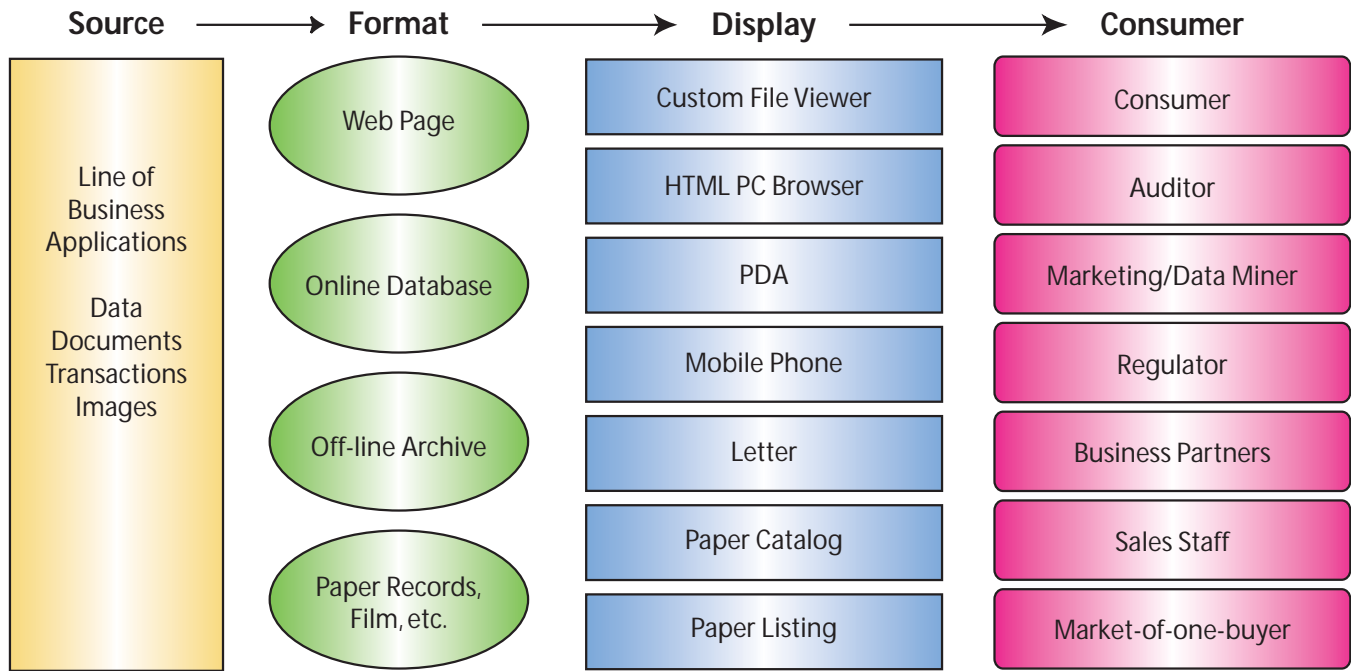 Source
Format
Display
Consumer
Line of
Business
Applications
Data
Documents
Transactions
Images
Web Page
Online Database
Off-line Archive
Paper Records,
Film, etc.
Custom File Viewer
HTML PC Browser
PDA
Mobile Phone
Letter
Paper Catalog
Paper Listing
Consumer
Auditor
Marketing/Data Miner
Regulator
Business Partners
Sales Staff
Market-of-one-buyer